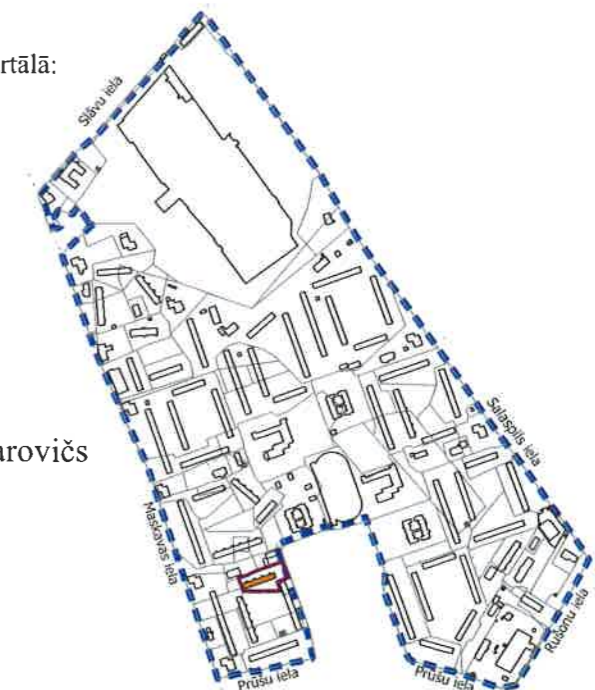 rtālā:
Slāvu iela
Salaspils iela
arovičs
Maskavas iela
Rušonu iela
Prūšu iela
Prūšu iela